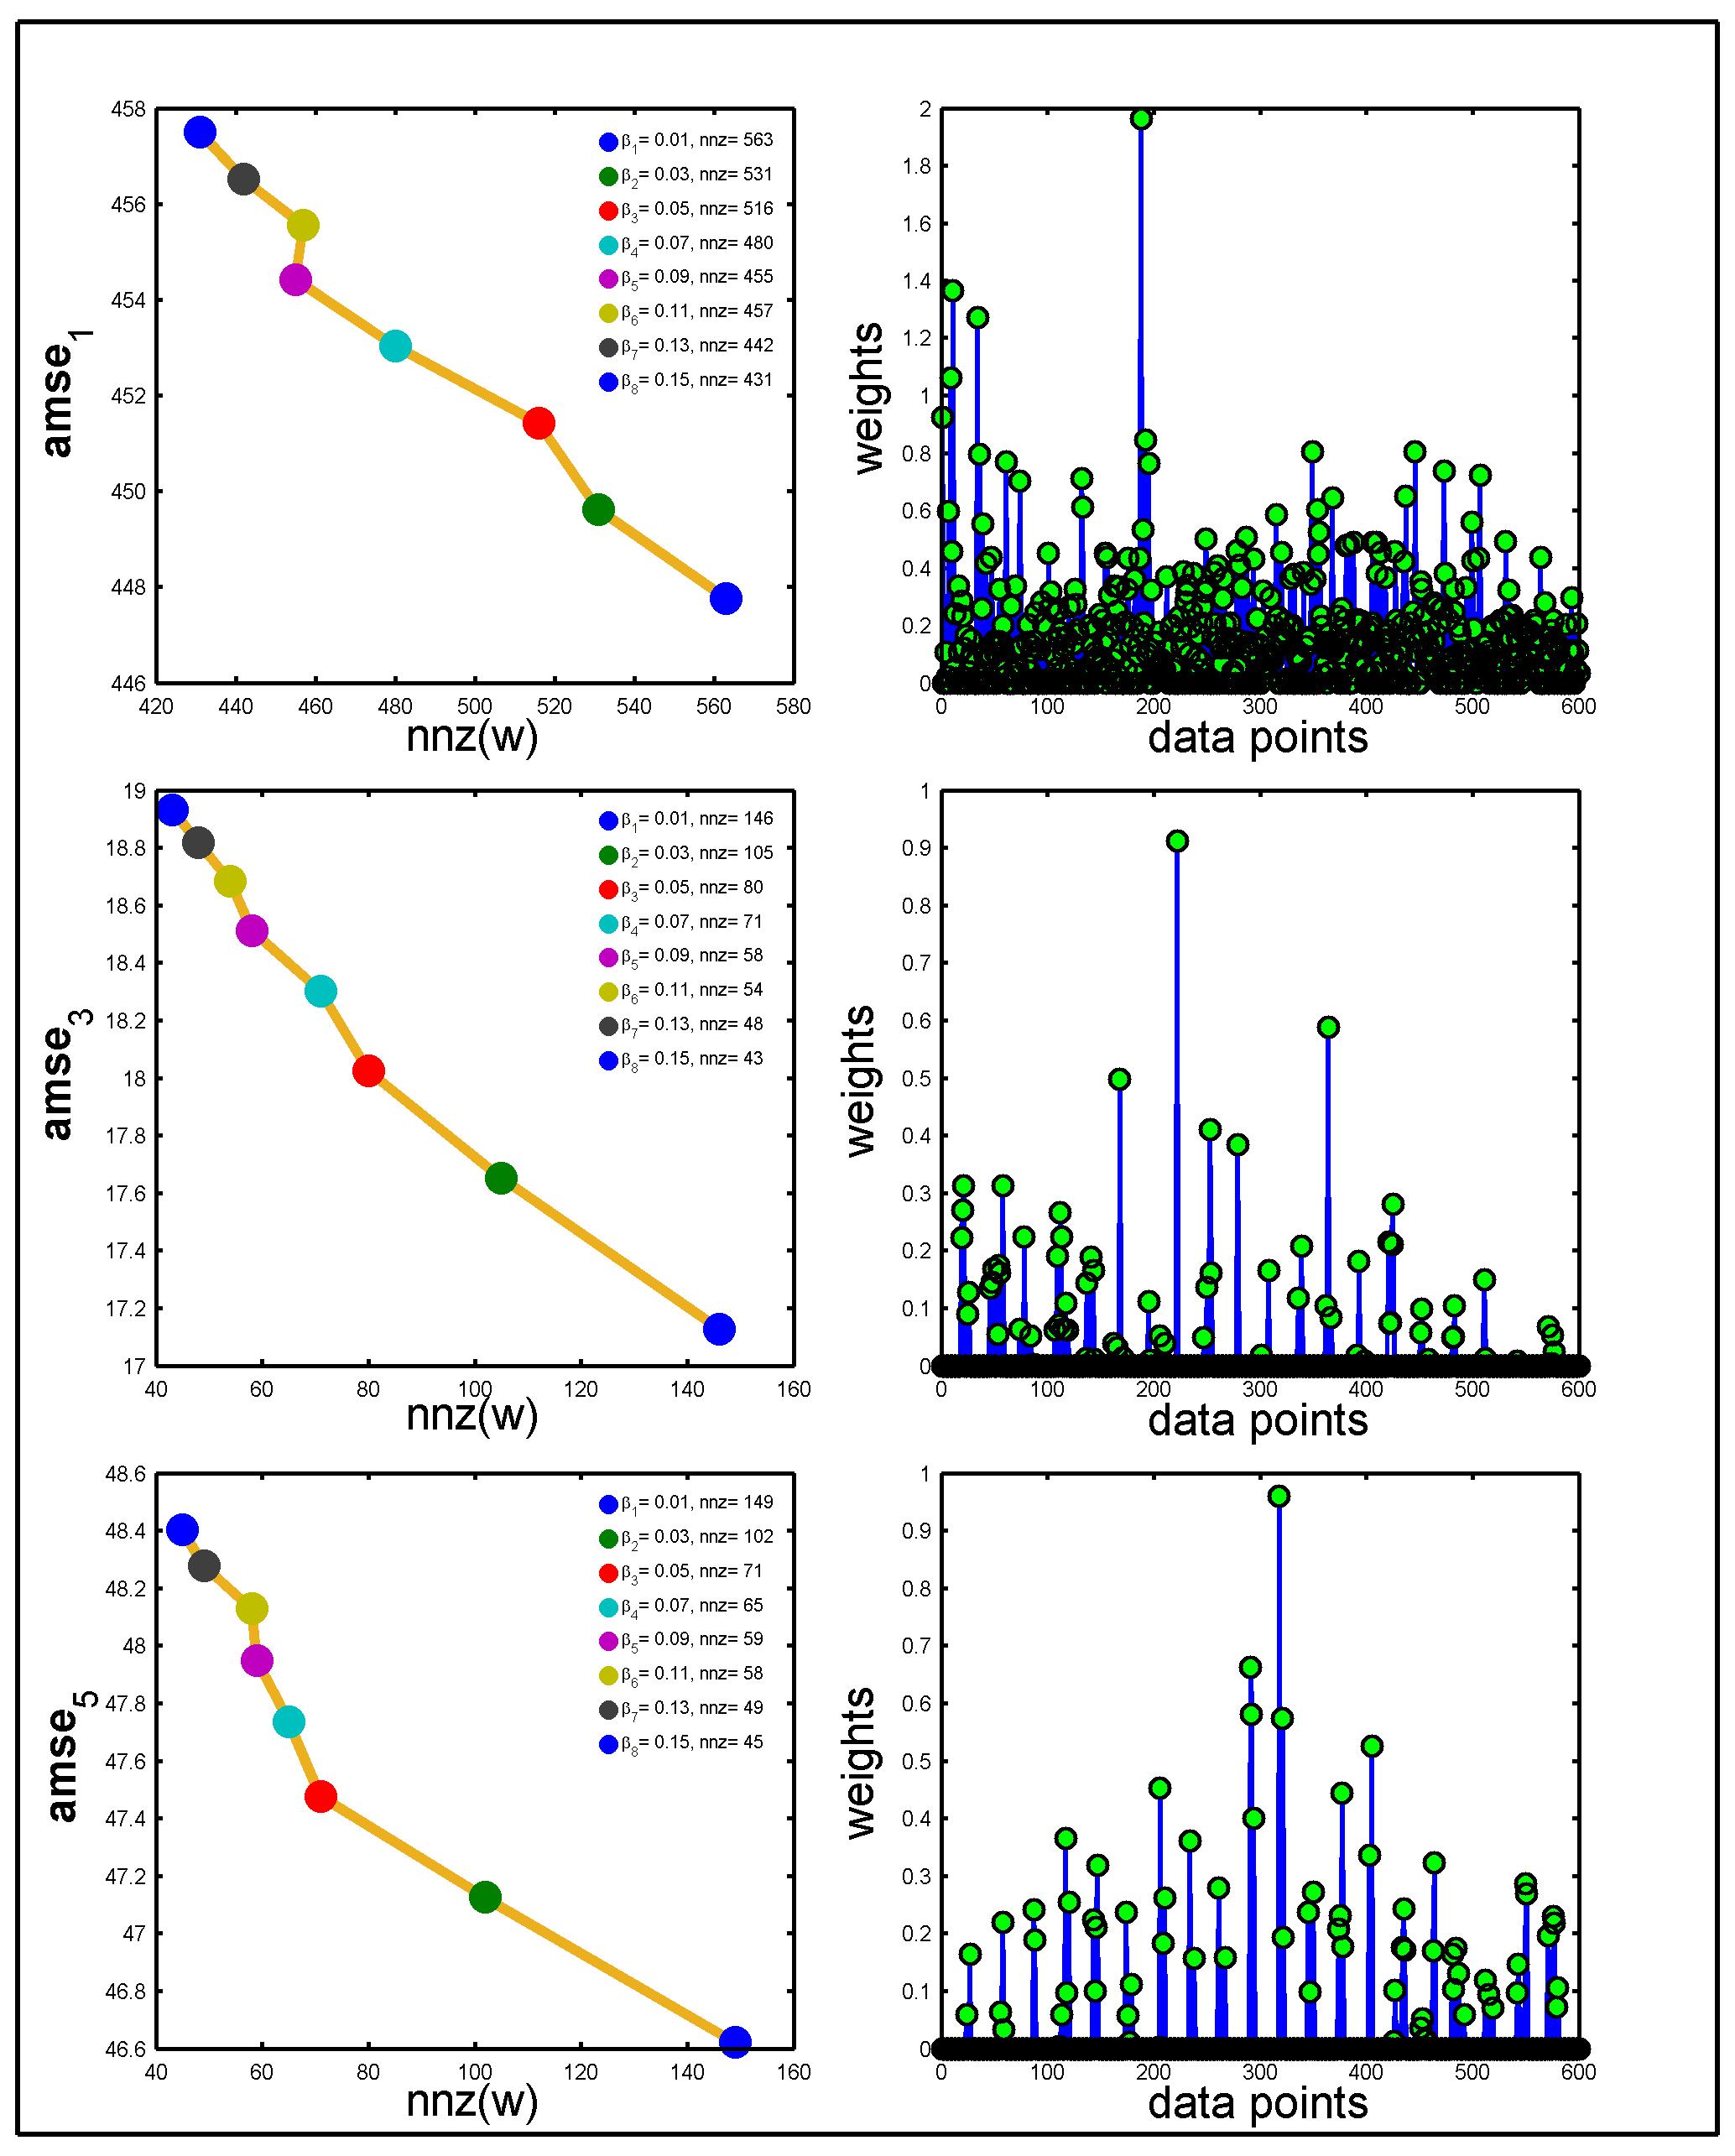 458
456
454
452
450
448
446
420 440 460 480 500 520 540 560 580
amse1
nnz(w)
β1= 0.01, nnz= 563
β2= 0.03, nnz= 531
β3= 0.05, nnz= 516
β4= 0.07, nnz= 480
β5= 0.09, nnz= 455
β6= 0.11, nnz= 457
β7= 0.13, nnz= 442
β8= 0.15, nnz= 431
2
1.8
1.6
1.4
1.2
1
0.8
0.6
0.4
0.2
0
0 100 200 300 400 500 600
weights
data points
19
18.8
18.6
18.4
18.2
18
17.8
17.6
17.4
17.2
17
40 60 80 100 120 140 160
amse3
nnz(w)
β1= 0.01, nnz= 146
β2= 0.03, nnz= 105
β3= 0.05, nnz= 80
β4= 0.07, nnz= 71
β5= 0.09, nnz= 58
β6= 0.11, nnz= 54
β7= 0.13, nnz= 48
β8= 0.15, nnz= 43
1
0.9
0.8
0.7
0.6
0.5
0.4
0.3
0.2
0.1
0
0 100 200 300 400 500 600
weights
data points
48.6
48.4
48.2
48
47.8
47.6
47.4
47.2
47
46.8
46.6
40 60 80 100 120 140 160
amse5
nnz(w)
β1= 0.01, nnz= 149
β2= 0.03, nnz= 102
β3= 0.05, nnz= 71
β4= 0.07, nnz= 65
β5= 0.09, nnz= 59
β6= 0.11, nnz= 58
β7= 0.13, nnz= 49
β8= 0.15, nnz= 45
1
0.9
0.8
0.7
0.6
0.5
0.4
0.3
0.2
0.1
0
0 100 200 300 400 500 600
weights
data points